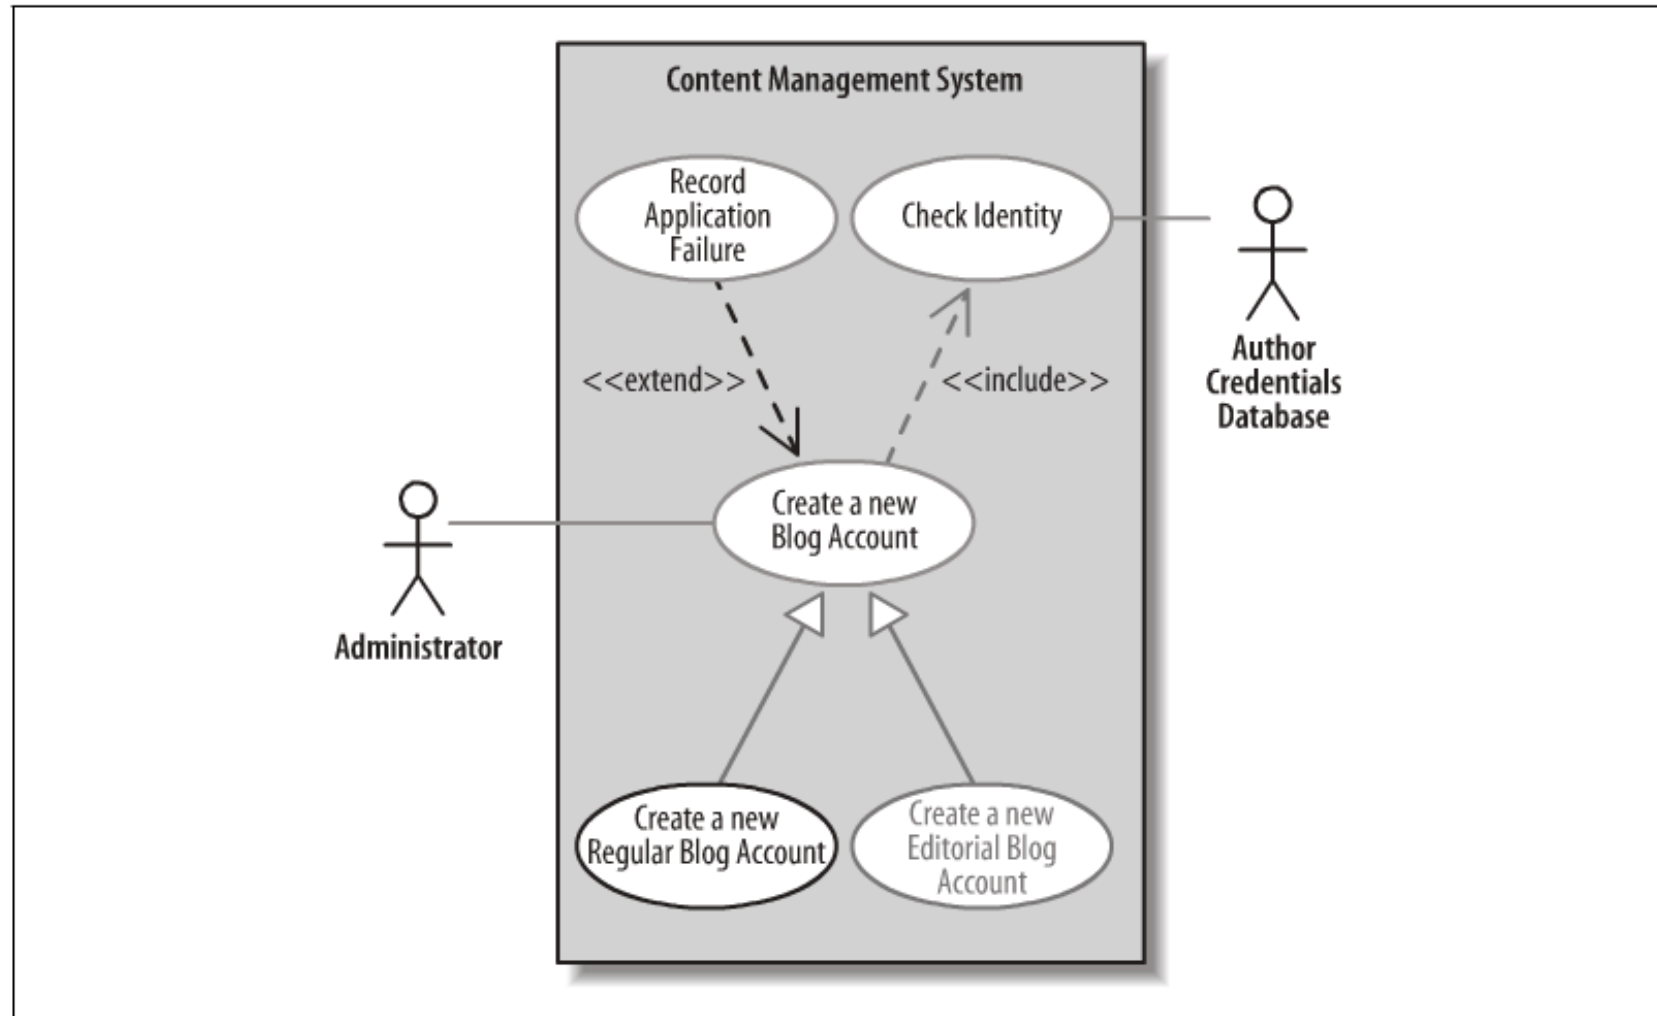 Content Management System
Record
Application
Failure
Check Identity
Author
Credentials
Database
<<extend>>
<<include>>
Create a new
Blog Account
Administrator
Create a new
Regular Blog Account
Create a new
Editorial Blog
Account